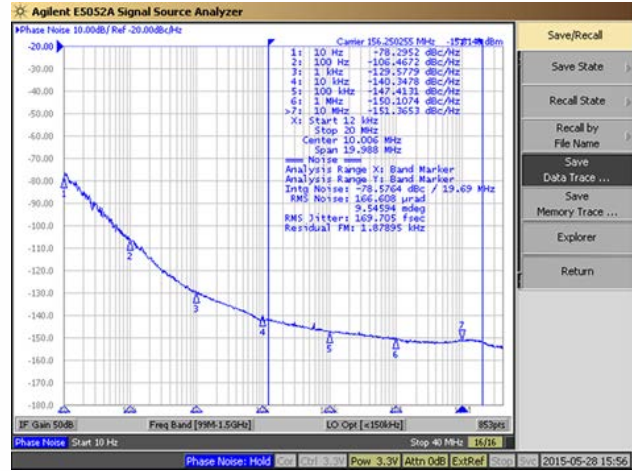 Agilent E5052A Signal Source Analyzer
Phase Noise 10.00dB/ Ref -20.00dBc/Hz
Carrier 156.250255 MHz dBm
1: 10 Hz -78.2952 dBc/Hz
2: 100 Hz -106.4672 dBc/Hz
3: 1 kHz -129.5779 dBc/Hz
4: 10 kHz -140.3478 dBc/Hz
5: 100 kHz -147.4131 dBc/Hz
6: 1 MHz -150.1074 dBc/Hz
>7: 10 MHz -151.3653 dBc/Hz
X: Start 12 kHz
Stop 20 MHz
Center 10.006 MHz
Span 19.988 MHz
=== Noise ===
Analysis Range X: Band Marker
Analysis Range Y: Band Marker
Intg Noise: -78.5764 dBc / 19.69 MHz
RMS Noise: 166.608 µrad
9.54594 mdeg
RMS Jitter: 169.705 fsec
Residual FM: 1.87895 kHz
-20.00
-30.00
-40.00
-50.00
-60.00
-70.00
-80.00
-90.00
-100.0
-110.0
-120.0
-130.0
-140.0
-150.0
-160.0
-170.0
-180.0
1
2
3
4
5
6
7
IF Gain 50dB
Freq Band [99M-1.5GHz]
LO Opt [<150kHz]
853pts
Phase Noise Start 10 Hz
Stop 40 MHz 16/16
Phase Noise: Hold Cor Ctrl 3.3V Pow 3.3V Attn 0dB ExtRef Stop Svc 2015-05-28 15:56
Save/Recall
Save State
Recall State
Recall by
File Name
Save
Data Trace ...
Save
Memory Trace ...
Explorer
Return